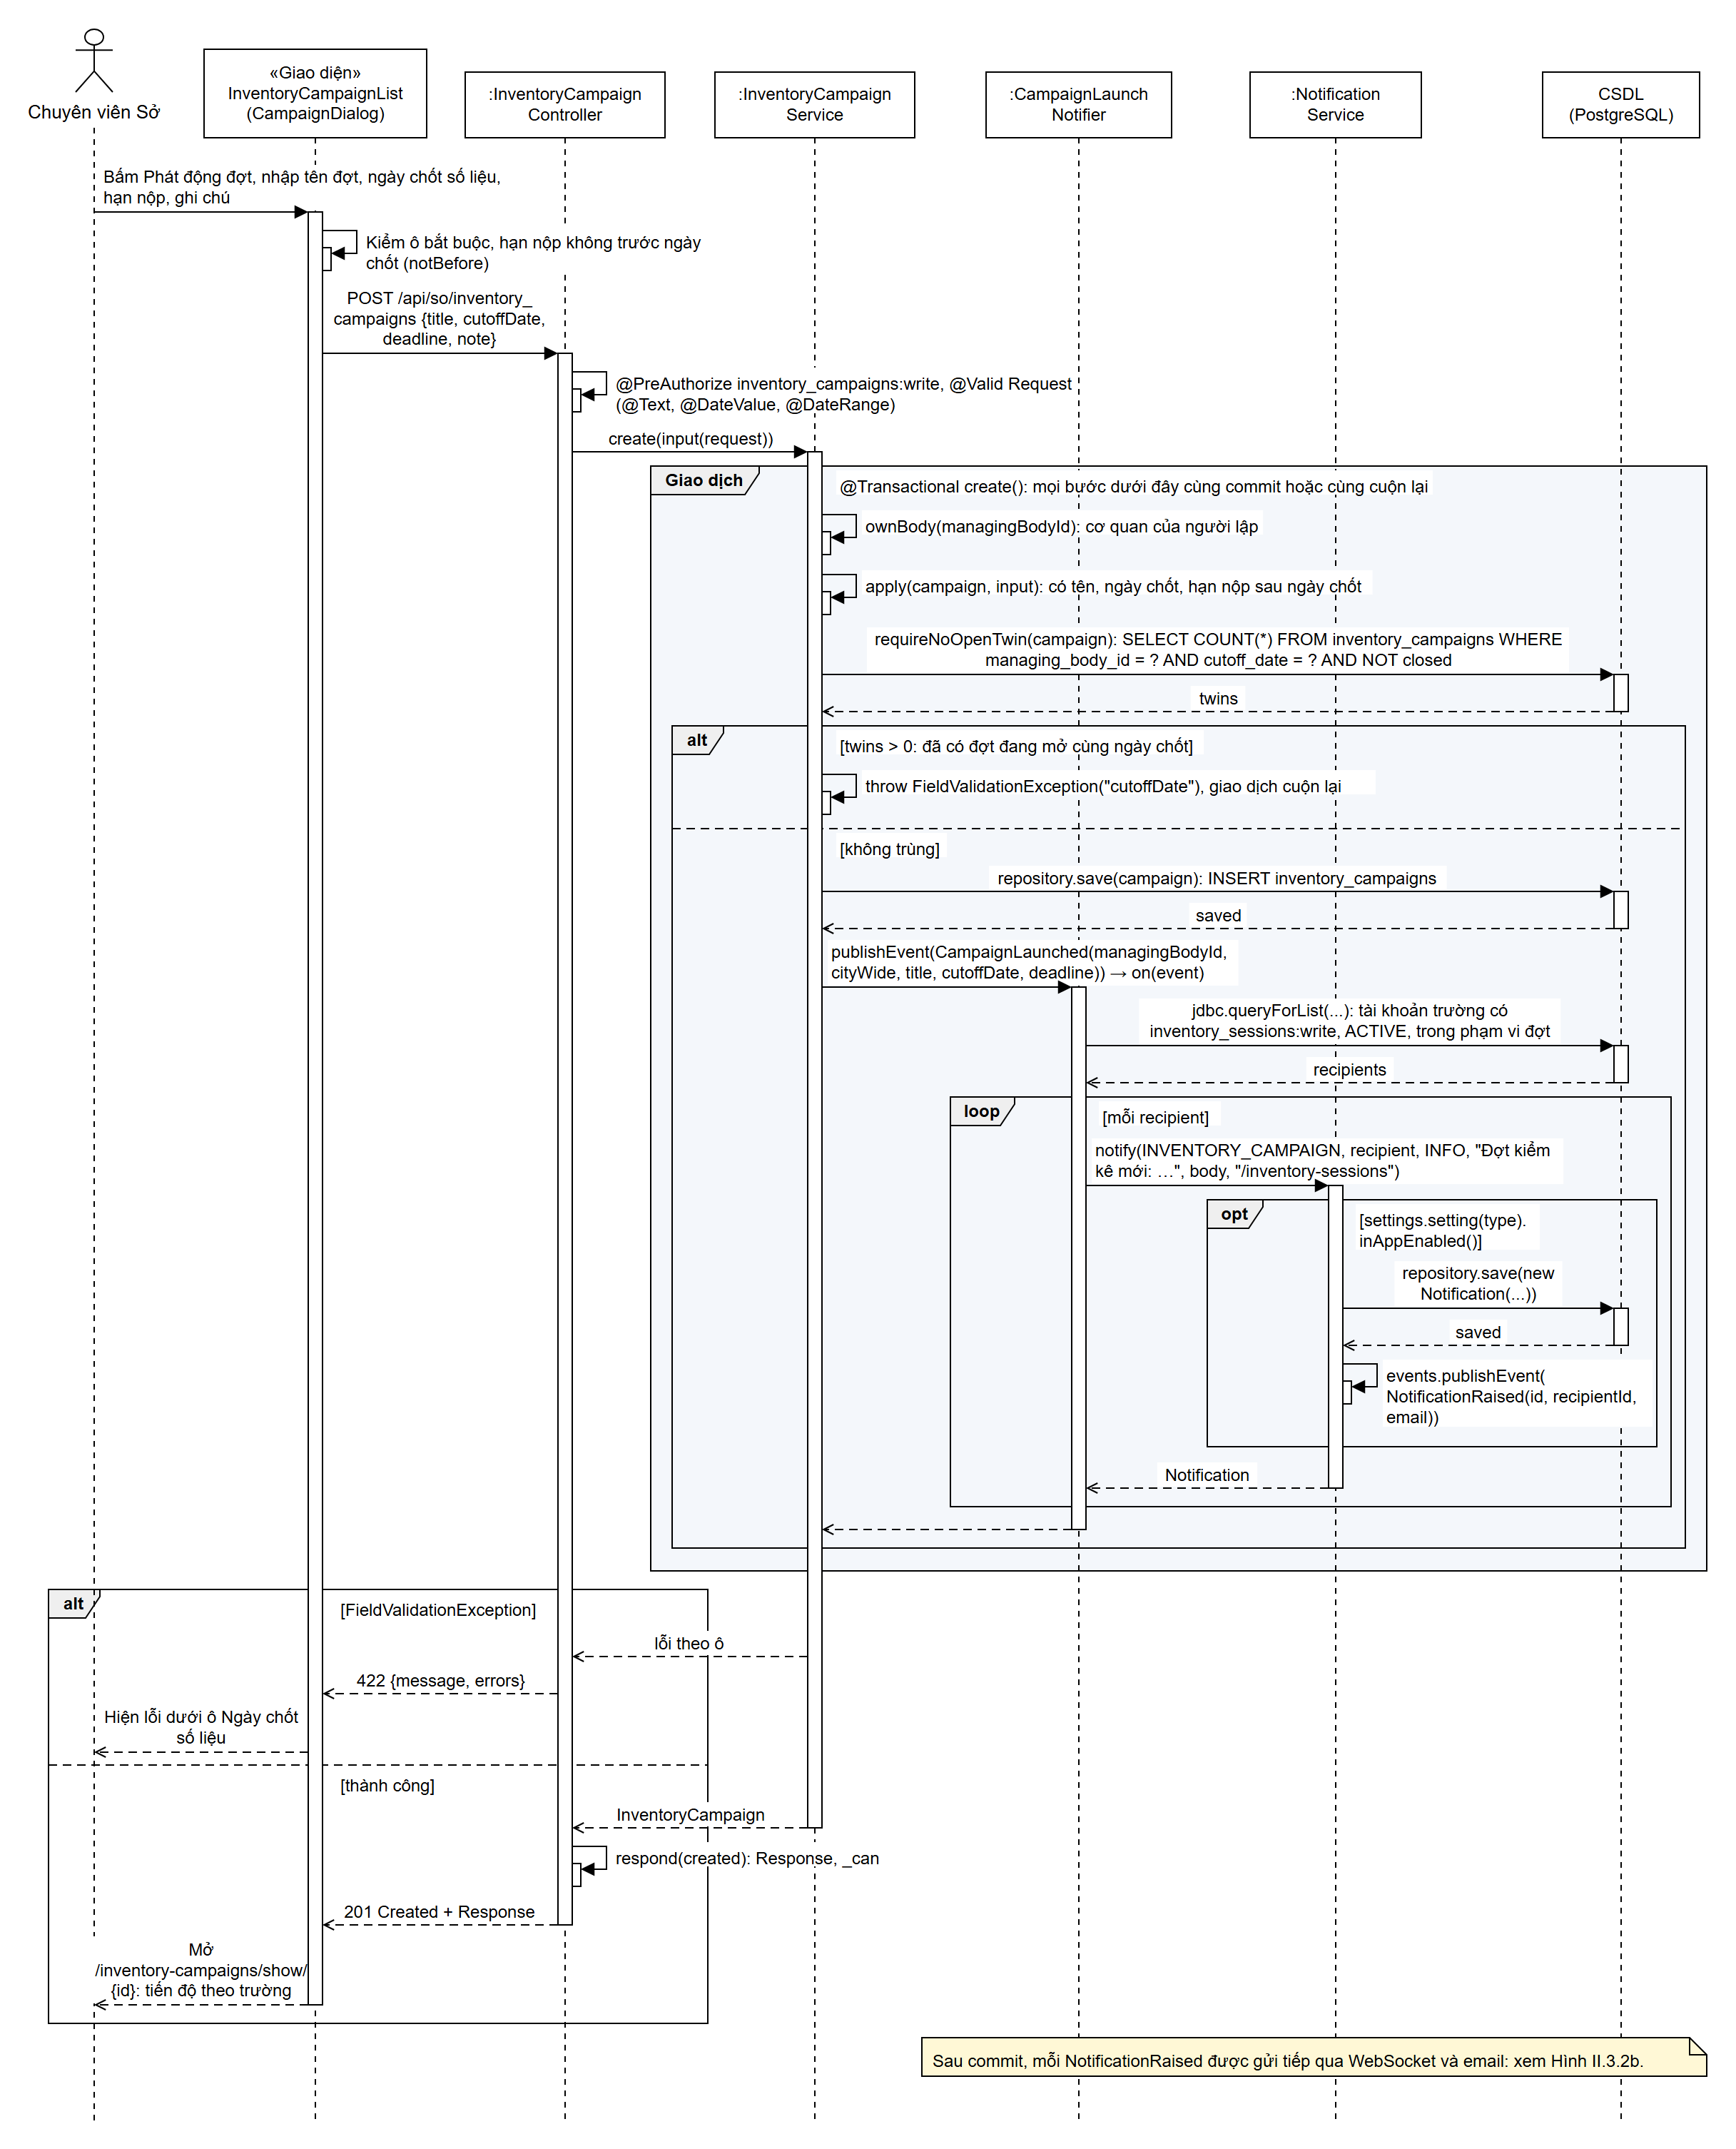 Chuyên viên Sở
«Giao diện»
InventoryCampaignList
(CampaignDialog)
:InventoryCampaign
Controller
:InventoryCampaign
Service
:CampaignLaunch
Notifier
:Notification
Service
CSDL
(PostgreSQL)
Bấm Phát động đợt, nhập tên đợt, ngày chốt số liệu,
hạn nộp, ghi chú
Kiểm ô bắt buộc, hạn nộp không trước ngày
chốt (notBefore)
POST /api/so/inventory_
campaigns {title, cutoffDate,
deadline, note}
@PreAuthorize inventory_campaigns:write, @Valid Request
(@Text, @DateValue, @DateRange)
create(input(request))
Giao dịch
@Transactional create(): mọi bước dưới đây cùng commit hoặc cùng cuộn lại
ownBody(managingBodyId): cơ quan của người lập
apply(campaign, input): có tên, ngày chốt, hạn nộp sau ngày chốt
requireNoOpenTwin(campaign): SELECT COUNT(*) FROM inventory_campaigns WHERE
managing_body_id = ? AND cutoff_date = ? AND NOT closed
twins
alt
[twins > 0: đã có đợt đang mở cùng ngày chốt]
throw FieldValidationException("cutoffDate"), giao dịch cuộn lại
[không trùng]
repository.save(campaign): INSERT inventory_campaigns
saved
publishEvent(CampaignLaunched(managingBodyId,
cityWide, title, cutoffDate, deadline)) → on(event)
jdbc.queryForList(...): tài khoản trường có
inventory_sessions:write, ACTIVE, trong phạm vi đợt
recipients
loop
[mỗi recipient]
notify(INVENTORY_CAMPAIGN, recipient, INFO, "Đợt kiểm
kê mới: …", body, "/inventory-sessions")
opt
[settings.setting(type).
inAppEnabled()]
repository.save(new
Notification(...))
saved
events.publishEvent(
NotificationRaised(id, recipientId,
email))
Notification
alt
[FieldValidationException]
lỗi theo ô
422 {message, errors}
Hiện lỗi dưới ô Ngày chốt
số liệu
[thành công]
InventoryCampaign
respond(created): Response, _can
201 Created + Response
Mở
/inventory-campaigns/show/
{id}: tiến độ theo trường
Sau commit, mỗi NotificationRaised được gửi tiếp qua WebSocket và email: xem Hình II.3.2b.